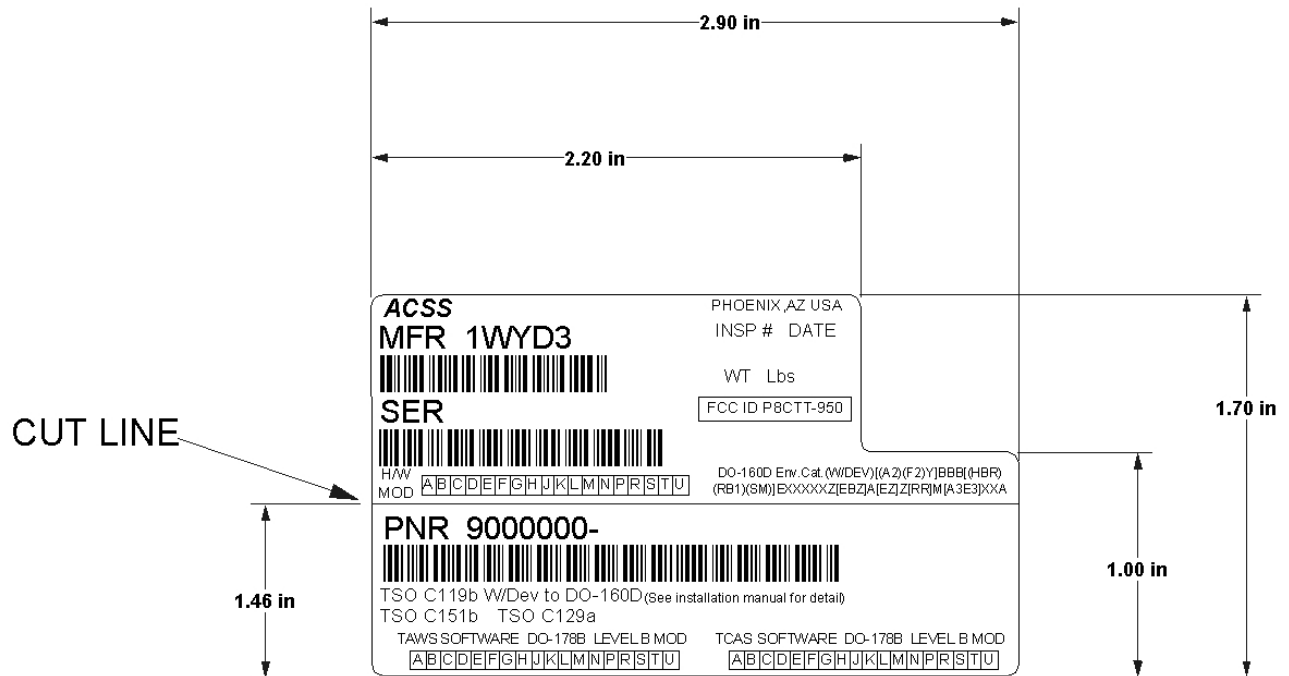 2.90 in
2.20 in
ACSS
PHOENIX ,AZ USA
MFR 1WYD3
INSP # DATE
WT Lbs
SER
FCC ID P8CTT-950
1.70 in
CUT LINE
H/W
MOD
ABCDEFGHJKLMNPRSTU
DO-160D Env.Cat.(W/DEV)[(A2)(F2)Y]BBB[(HBR)
(RB1)(SM)]EXXXXXZ[EBZ]A[EZ]Z[RR]M[A3E3]XXA
PNR 9000000-
1.00 in
1.46 in
TSO C119b W/Dev to DO-160D(See installation manual for detail)
TSO C151b TSO C129a
TAWS SOFTWARE DO-178B LEVEL B MOD
TCAS SOFTWARE DO-178B LEVEL B MOD
ABCDEFGHJKLMNPRSTU
ABCDEFGHJKLMNPRSTU